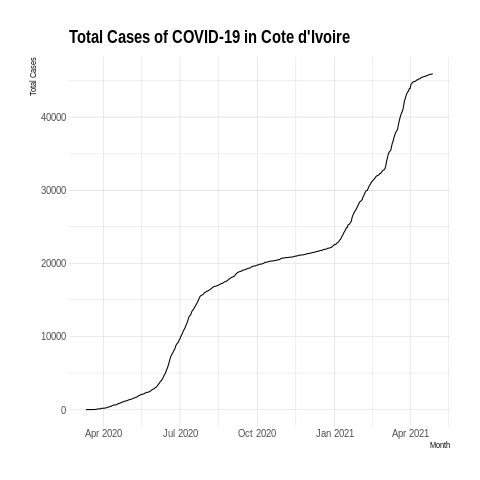 Total Cases of COVID-19 in Cote d'Ivoire
Total Cases
40000
30000
20000
10000
0
Apr 2020 Jul 2020 Oct 2020 Jan 2021 Apr 2021
Month